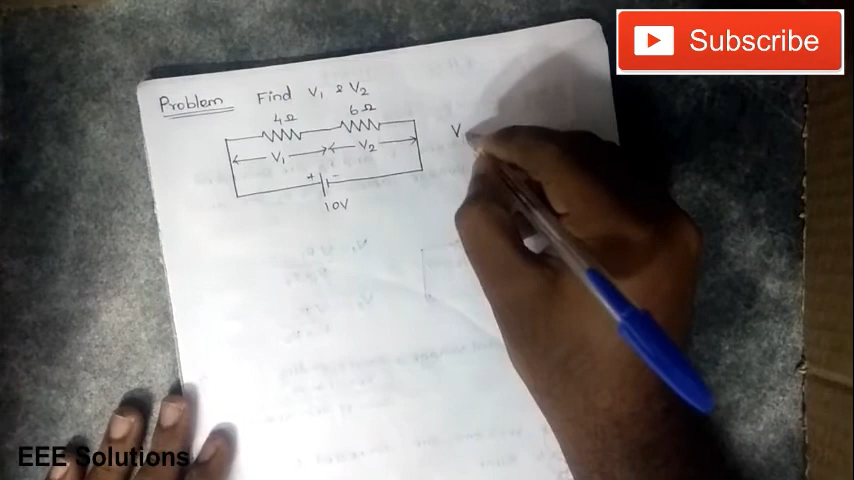 Subscribe
Problem Find V1 & V2
4Ω 6Ω
V1 V2
V
+ -
10V
EEE Solutions